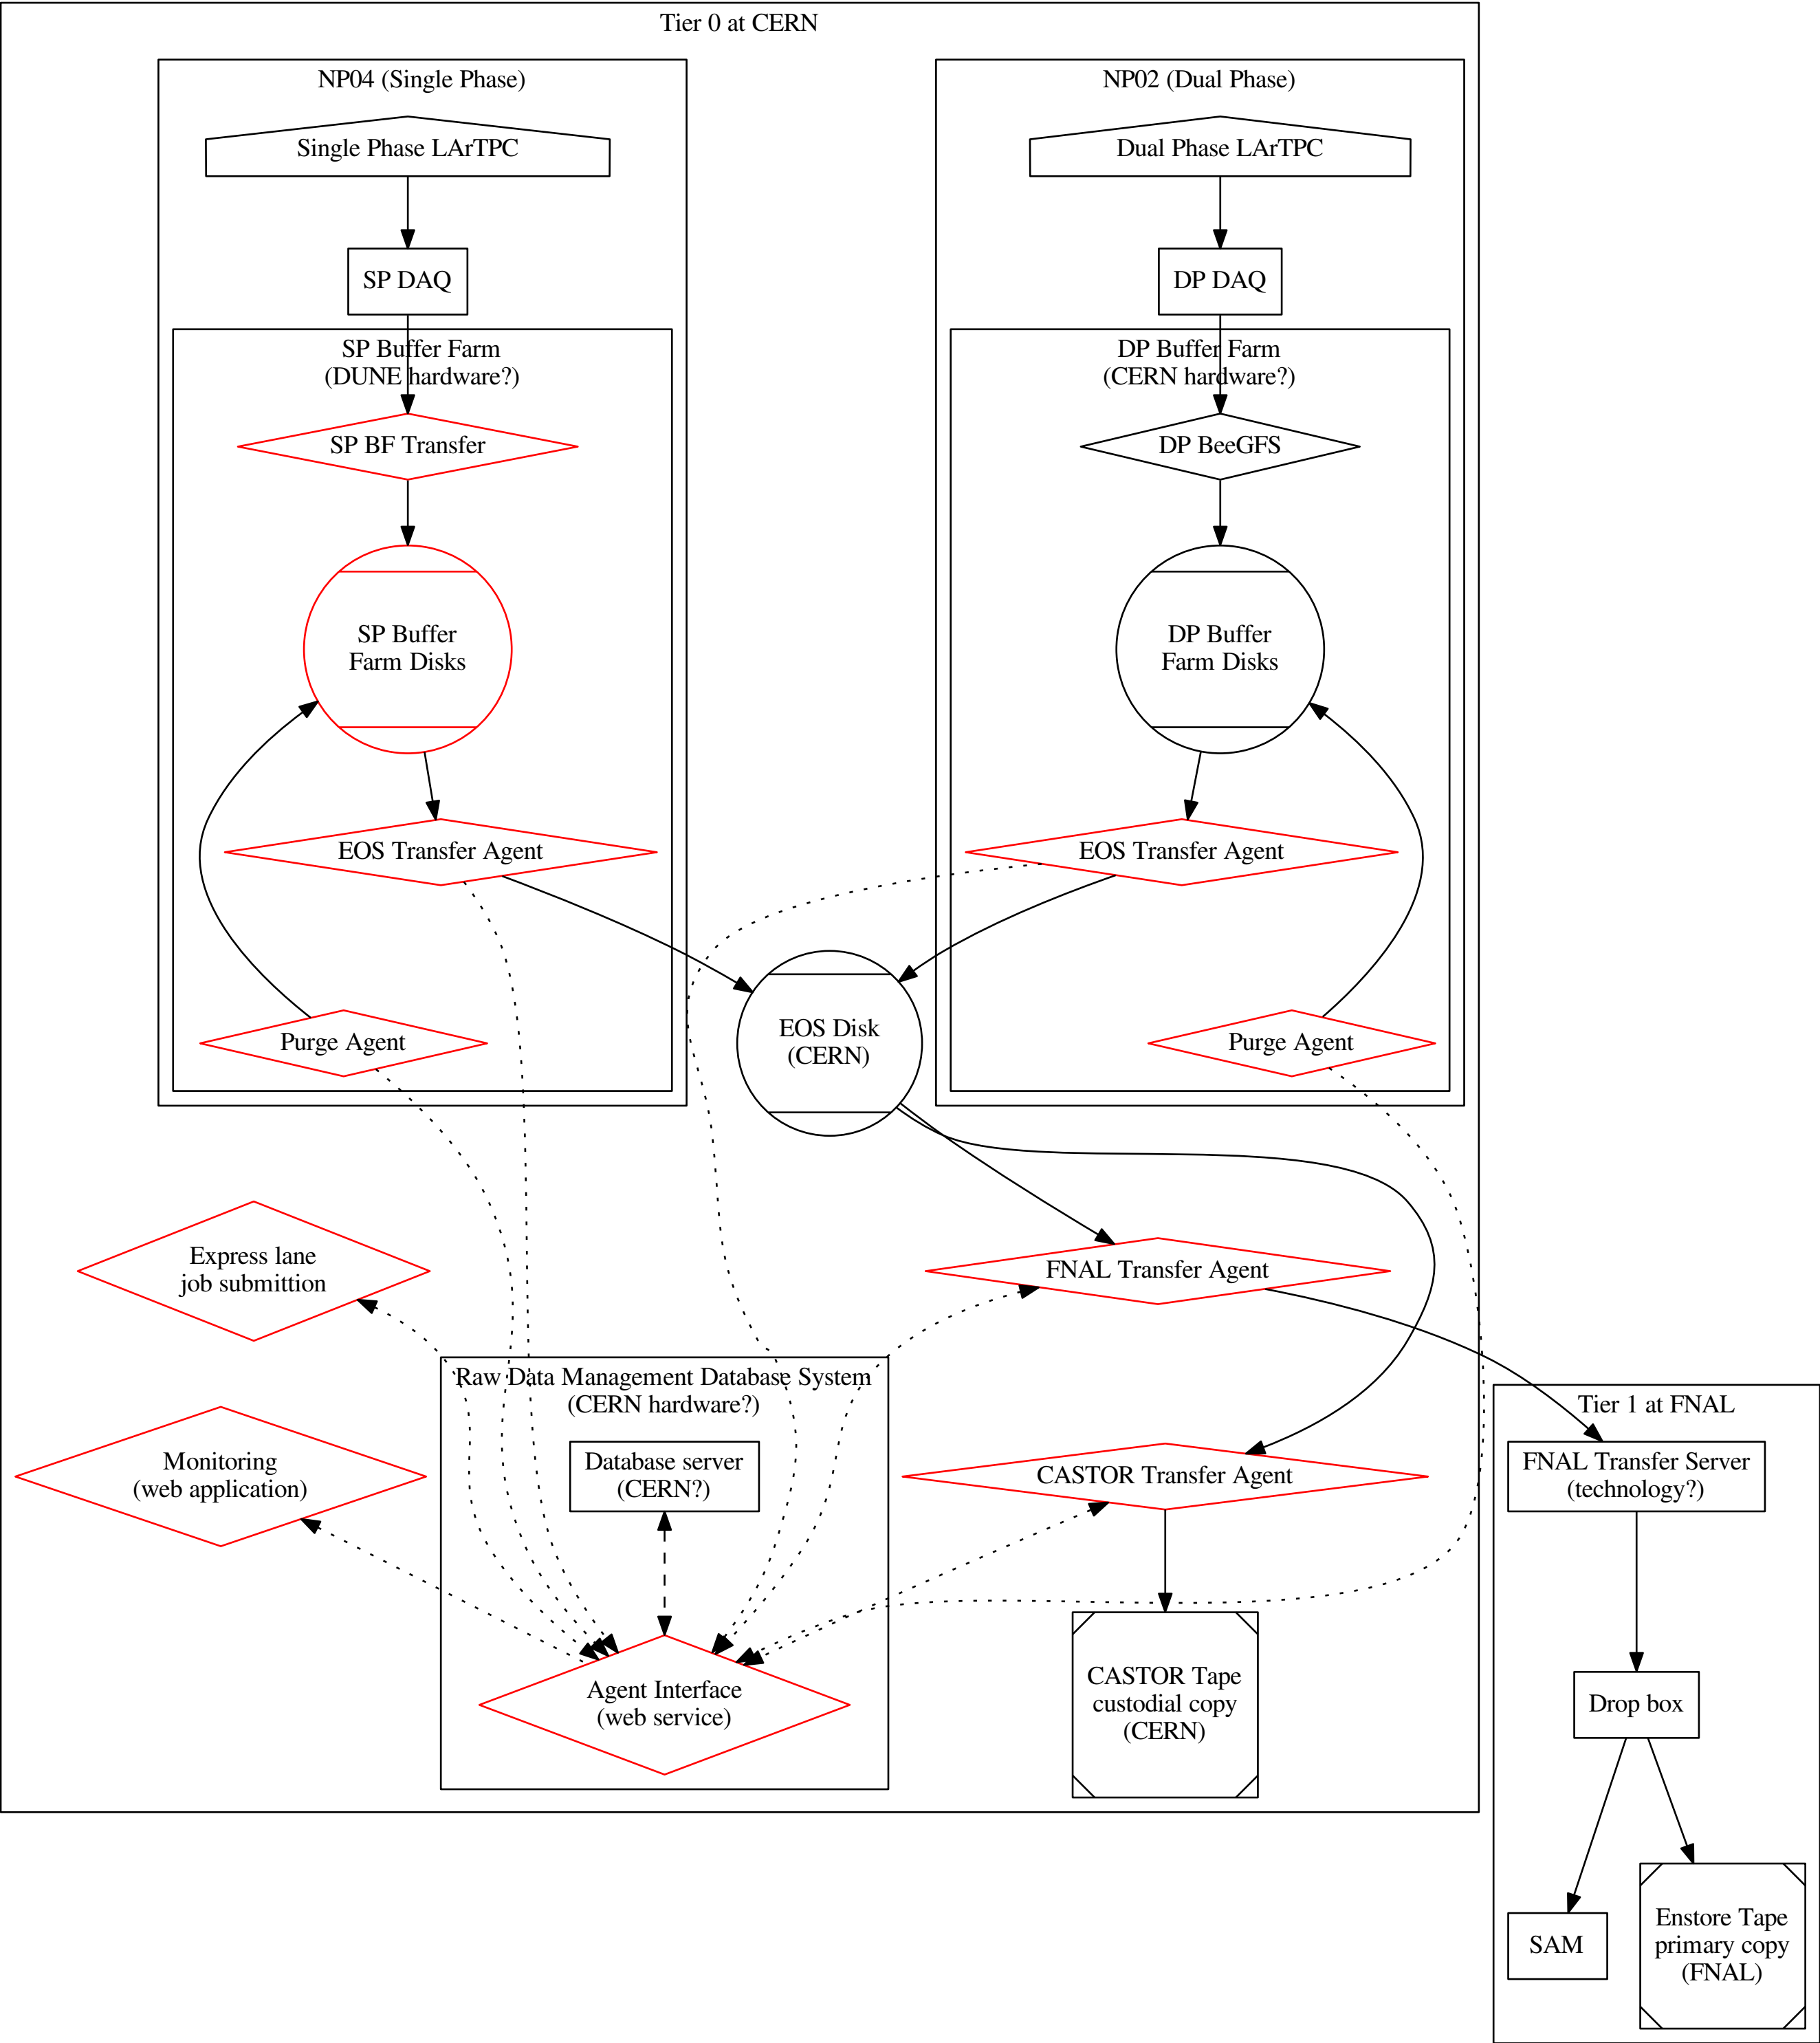 Tier 0 at CERN
NP04 (Single Phase)
NP02 (Dual Phase)
Single Phase LArTPC
Dual Phase LArTPC
SP DAQ
DP DAQ
SP Buffer Farm
(DUNE hardware?)
DP Buffer Farm
(CERN hardware?)
SP BF Transfer
DP BeeGFS
SP Buffer
Farm Disks
DP Buffer
Farm Disks
EOS Transfer Agent
EOS Transfer Agent
EOS Disk
(CERN)
Purge Agent
Purge Agent
Express lane
job submittion
FNAL Transfer Agent
Raw Data Management Database System
(CERN hardware?)
Tier 1 at FNAL
Monitoring
(web application)
Database server
(CERN?)
CASTOR Transfer Agent
FNAL Transfer Server
(technology?)
Agent Interface
(web service)
CASTOR Tape
custodial copy
(CERN)
Drop box
SAM
Enstore Tape
primary copy
(FNAL)